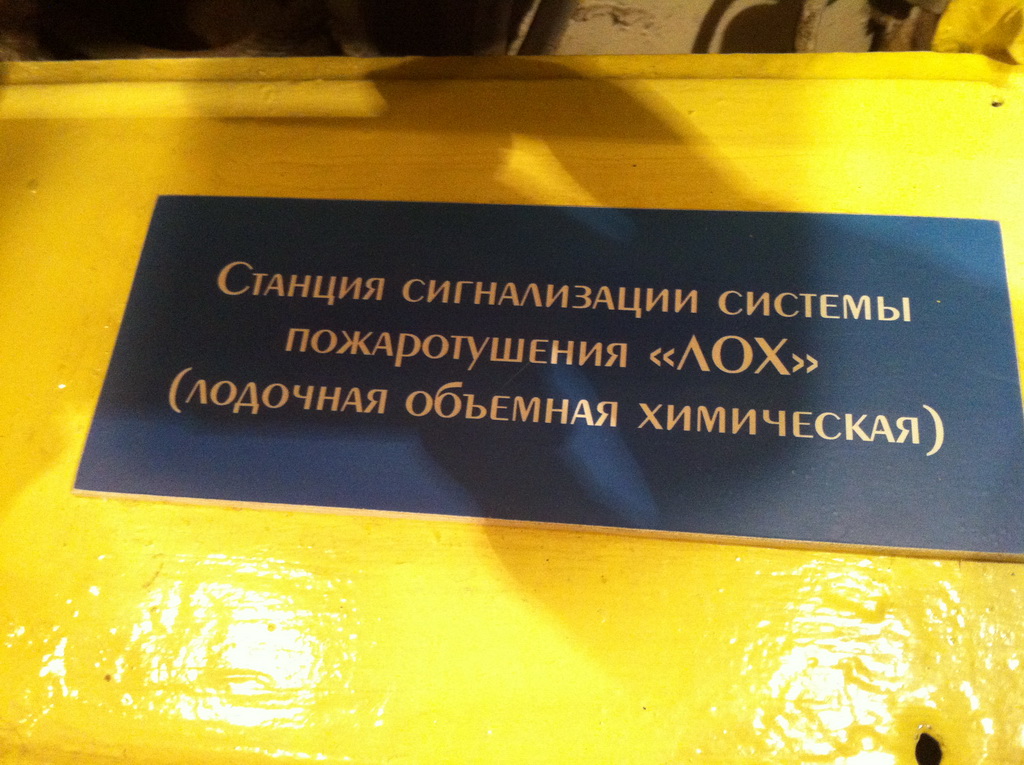 Станция сигнализации системы
пожаротушения «ЛОХ»
(лодочная объемная химическая)